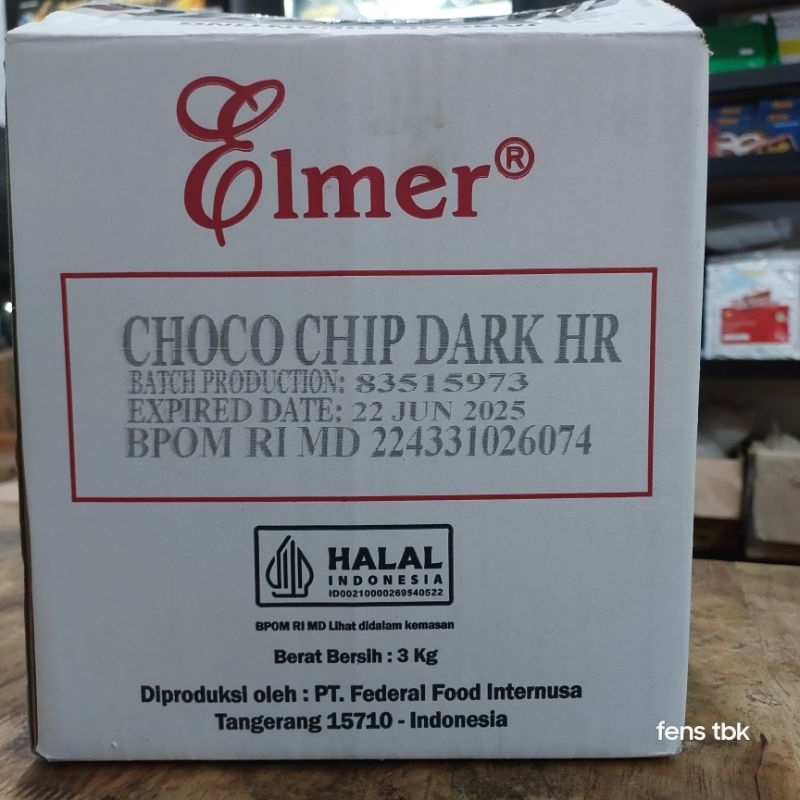 Elmer®
CHOCO CHIP DARK HR
BATCH PRODUCTION: 83515973
EXPIRED DATE: 22 JUN 2025
BPOM RI MD 224331026074
HALAL
INDONESIA
ID00210000269540522
BPOM RI MD Lihat didalam kemasan
Berat Bersih : 3 Kg
Diproduksi oleh : PT. Federal Food Internusa
Tangerang 15710 - Indonesia
fens tbk